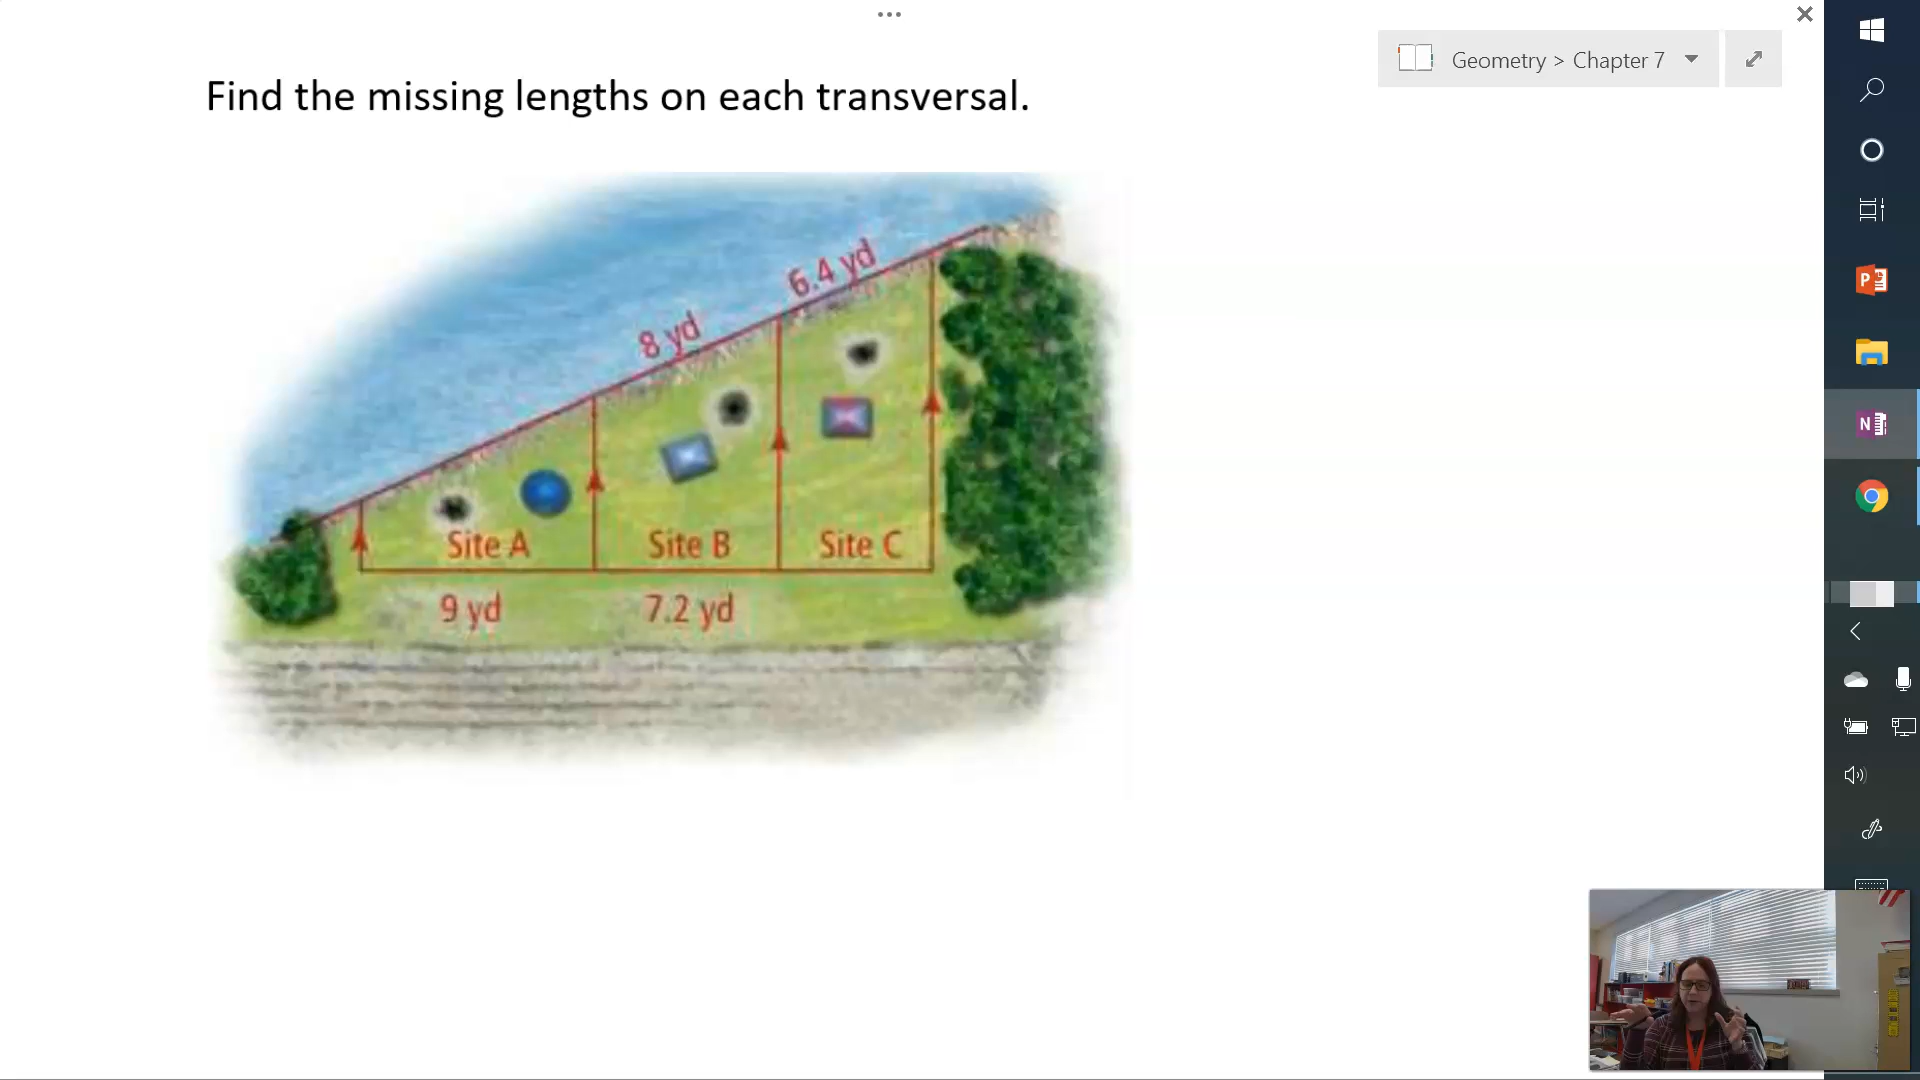 Geometry > Chapter 7
Find the missing lengths on each transversal.
6.4 yd
8 yd
Site A
Site B
Site C
9 yd
7.2 yd